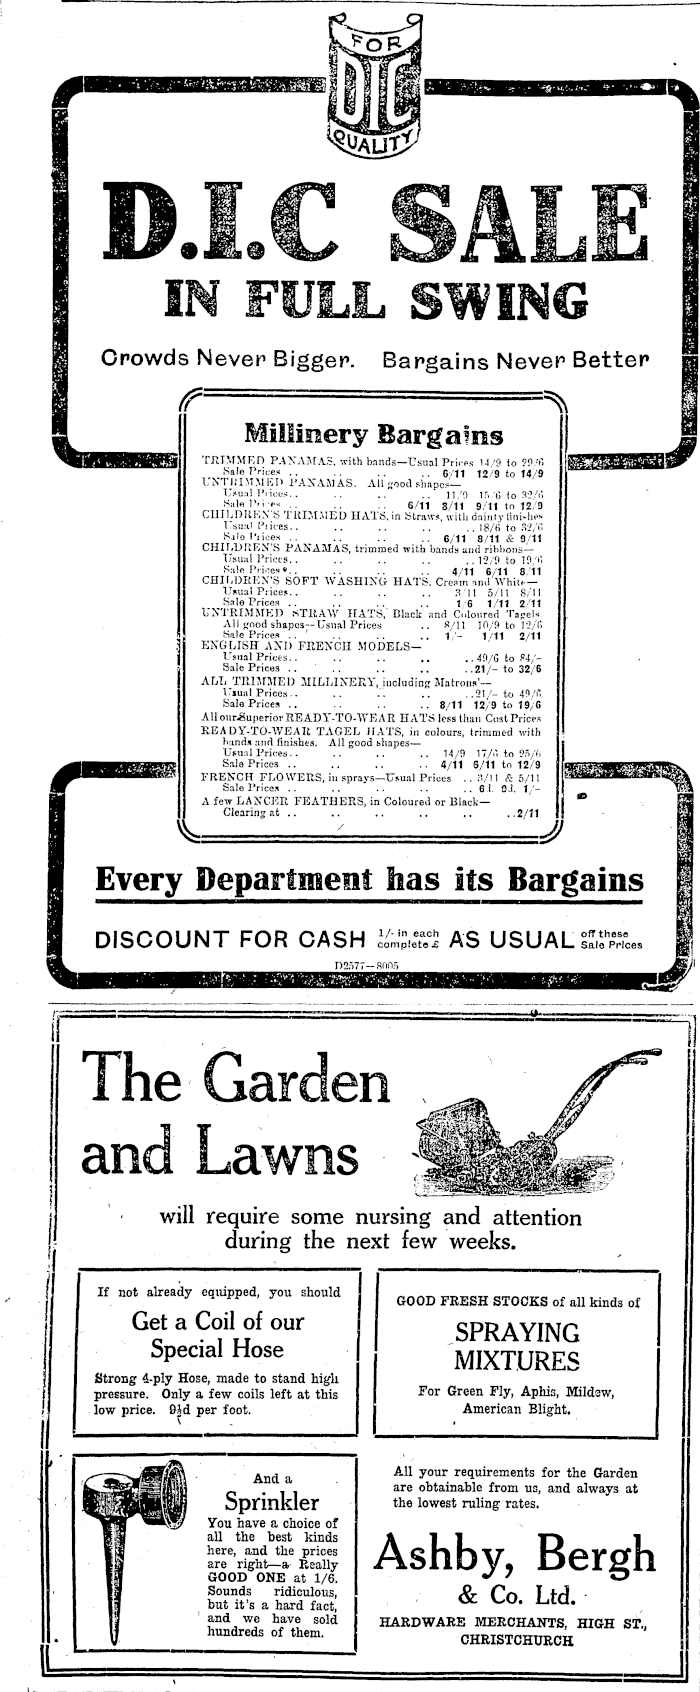 FOR
DIC
QUALITY
D.I.C SALE
IN FULL SWING
Crowds Never Bigger. Bargains Never Better
Millinery Bargains
TRIMMED PANAMAS, with bands—Usual Prices 14/9 to 29/6
Sale Prices .. .. .. .. 6/11 12/9 to 14/9
UNTRIMMED PANAMAS. All good shapes—
Usual Prices.. .. .. .. 11/9 15/6 to 32/6
Sale Prices .. .. .. 6/11 8/11 9/11 to 12/9
CHILDREN'S TRIMMED HATS, in Straws, with dainty finishes
Usual Prices.. .. .. .. .. 18/6 to 32/6
Sale Prices .. .. .. .. 6/11 8/11 & 9/11
CHILDREN'S PANAMAS, trimmed with bands and ribbons—
Usual Prices.. .. .. .. .. 12/9 to 19/6
Sale Prices .. .. .. .. 4/11 6/11 8/11
CHILDREN'S SOFT WASHING HATS, Cream and White—
Usual Prices.. .. .. .. 3/11 5/11 8/11
Sale Prices .. .. .. .. 1/6 1/11 2/11
UNTRIMMED STRAW HATS, Black and Coloured Tagels
All good shapes—Usual Prices .. 8/11 10/9 to 12/6
Sale Prices .. .. .. .. 1/- 1/11 2/11
ENGLISH AND FRENCH MODELS—
Usual Prices.. .. .. .. ..49/6 to 84/-
Sale Prices .. .. .. .. ..21/- to 32/6
ALL TRIMMED MILLINERY, including Matrons'—
Usual Prices.. .. .. .. ..21/- to 49/6
Sale Prices .. .. .. .. 8/11 12/9 to 19/6
All our Superior READY-TO-WEAR HATS less than Cost Prices
READY-TO-WEAR TAGEL HATS, in colours, trimmed with
bands and finishes. All good shapes—
Usual Prices.. .. .. .. 14/9 17/6 to 25/6
Sale Prices .. .. .. .. 4/11 6/11 to 12/9
FRENCH FLOWERS, in sprays—Usual Prices .. 3/11 & 5/11
Sale Prices .. .. .. .. .. 6d. 9d. 1/-
A few LANCER FEATHERS, in Coloured or Black—
Clearing at .. .. .. .. .. ..2/11
Every Department has its Bargains
DISCOUNT FOR CASH 1/- in each complete £ AS USUAL off these Sale Prices
D2577—8005
The Garden
and Lawns
will require some nursing and attention
during the next few weeks.
If not already equipped, you should
Get a Coil of our
Special Hose
Strong 4-ply Hose, made to stand high
pressure. Only a few coils left at this
low price. 9½d per foot.
GOOD FRESH STOCKS of all kinds of
SPRAYING
MIXTURES
For Green Fly, Aphis, Mildew,
American Blight.
And a
Sprinkler
You have a choice of
all the best kinds
here, and the prices
are right—a Really
GOOD ONE at 1/6.
Sounds ridiculous,
but it's a hard fact,
and we have sold
hundreds of them.
All your requirements for the Garden
are obtainable from us, and always at
the lowest ruling rates.
Ashby, Bergh
& Co. Ltd.
HARDWARE MERCHANTS, HIGH ST.,
CHRISTCHURCH